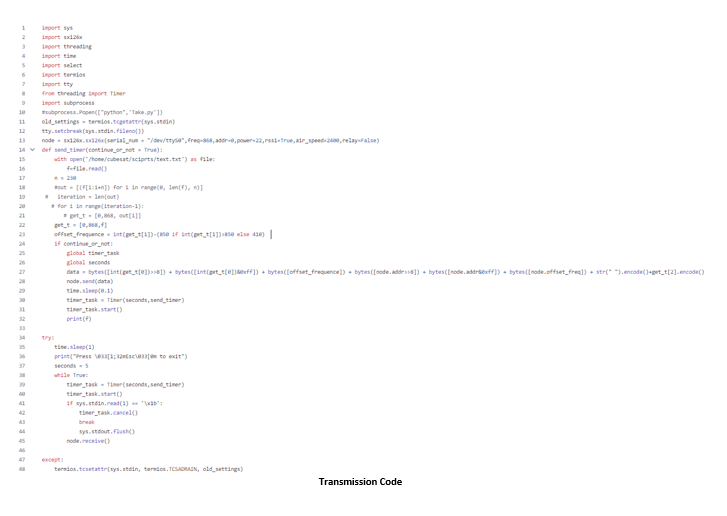 1 import sys
2 import sx126x
3 import threading
4 import time
5 import select
6 import termios
7 import tty
8 from threading import Timer
9 import subprocess
10 #subprocess.Popen(["python",'Take.py'])
11 old_settings = termios.tcgetattr(sys.stdin)
12 tty.setcbreak(sys.stdin.fileno())
13 node = sx126x.sx126x(serial_num = "/dev/ttyS0",freq=868,addr=0,power=22,rssi=True,air_speed=2400,relay=False)
14 def send_timer(continue_or_not = True):
15 with open('/home/cubesat/sciprts/text.txt') as file:
16 f=file.read()
17 n = 230
18 #out = [(f[i:i+n]) for i in range(0, len(f), n)]
19 # iteration = len(out)
20 # for i in range(iteration-1):
21 # get_t = [0,868, out[i]]
22 get_t = [0,868,f]
23 offset_frequence = int(get_t[1])-(850 if int(get_t[1])>850 else 410)
24 if continue_or_not:
25 global timer_task
26 global seconds
27 data = bytes([int(get_t[0])>>8]) + bytes([int(get_t[0])&0xff]) + bytes([offset_frequence]) + bytes([node.addr>>8]) + bytes([node.addr&0xff]) + bytes([node.offset_freq]) + str(" ").encode()+get_t[2].encode()
28 node.send(data)
29 time.sleep(0.1)
30 timer_task = Timer(seconds,send_timer)
31 timer_task.start()
32 print(f)
33
34 try:
35 time.sleep(1)
36 print("Press \033[1;32mEsc\033[0m to exit")
37 seconds = 5
38 while True:
39 timer_task = Timer(seconds,send_timer)
40 timer_task.start()
41 if sys.stdin.read(1) == '\x1b':
42 timer_task.cancel()
43 break
44 sys.stdout.flush()
45 node.receive()
46
47 except:
48 termios.tcsetattr(sys.stdin, termios.TCSADRAIN, old_settings)
Transmission Code